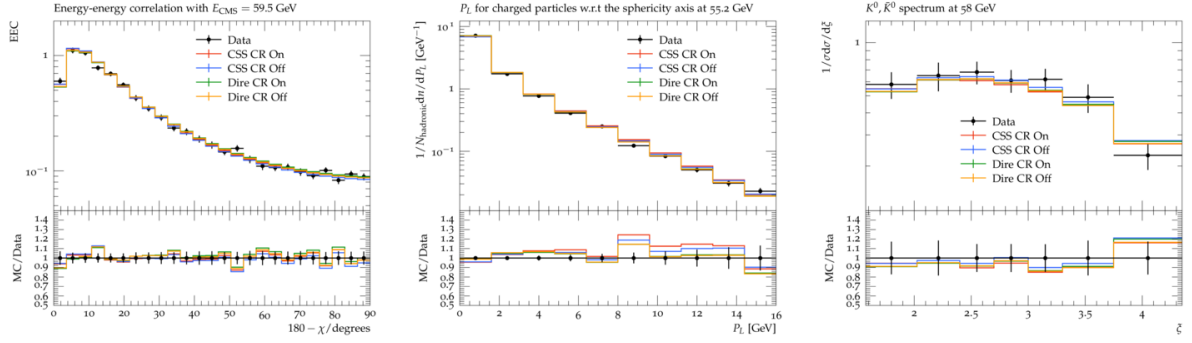 Energy-energy correlation with E_CMS = 59.5 GeV
EEC
1
10⁻¹
Data
CSS CR On
CSS CR Off
Dire CR On
Dire CR Off
MC/Data
1.4
1.3
1.2
1.1
1
0.9
0.8
0.7
0.6
0.5
0 10 20 30 40 50 60 70 80 90
180 − χ/degrees
P_L for charged particles w.r.t the sphericity axis at 55.2 GeV
1/N_hadronic dn/dP_L [GeV⁻¹]
10¹
1
10⁻¹
Data
CSS CR On
CSS CR Off
Dire CR On
Dire CR Off
MC/Data
1.4
1.3
1.2
1.1
1
0.9
0.8
0.7
0.6
0.5
0 2 4 6 8 10 12 14 16
P_L [GeV]
K⁰, K̄⁰ spectrum at 58 GeV
1/σdσ/dξ
1
Data
CSS CR On
CSS CR Off
Dire CR On
Dire CR Off
MC/Data
1.4
1.3
1.2
1.1
1
0.9
0.8
0.7
0.6
0.5
2 2.5 3 3.5 4
ξ